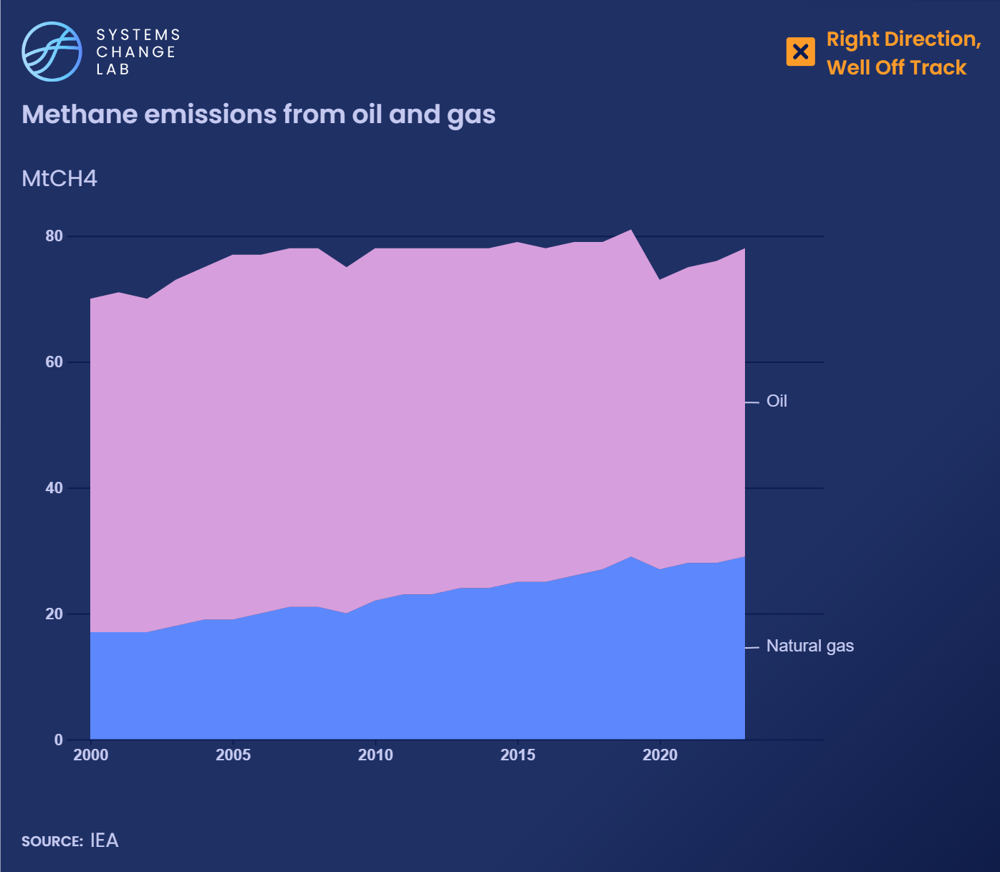 SYSTEMS
CHANGE
LAB
Right Direction,
Well Off Track
Methane emissions from oil and gas
MtCH4
80
60
Oil
40
20
Natural gas
0
2000 2005 2010 2015 2020
SOURCE: IEA